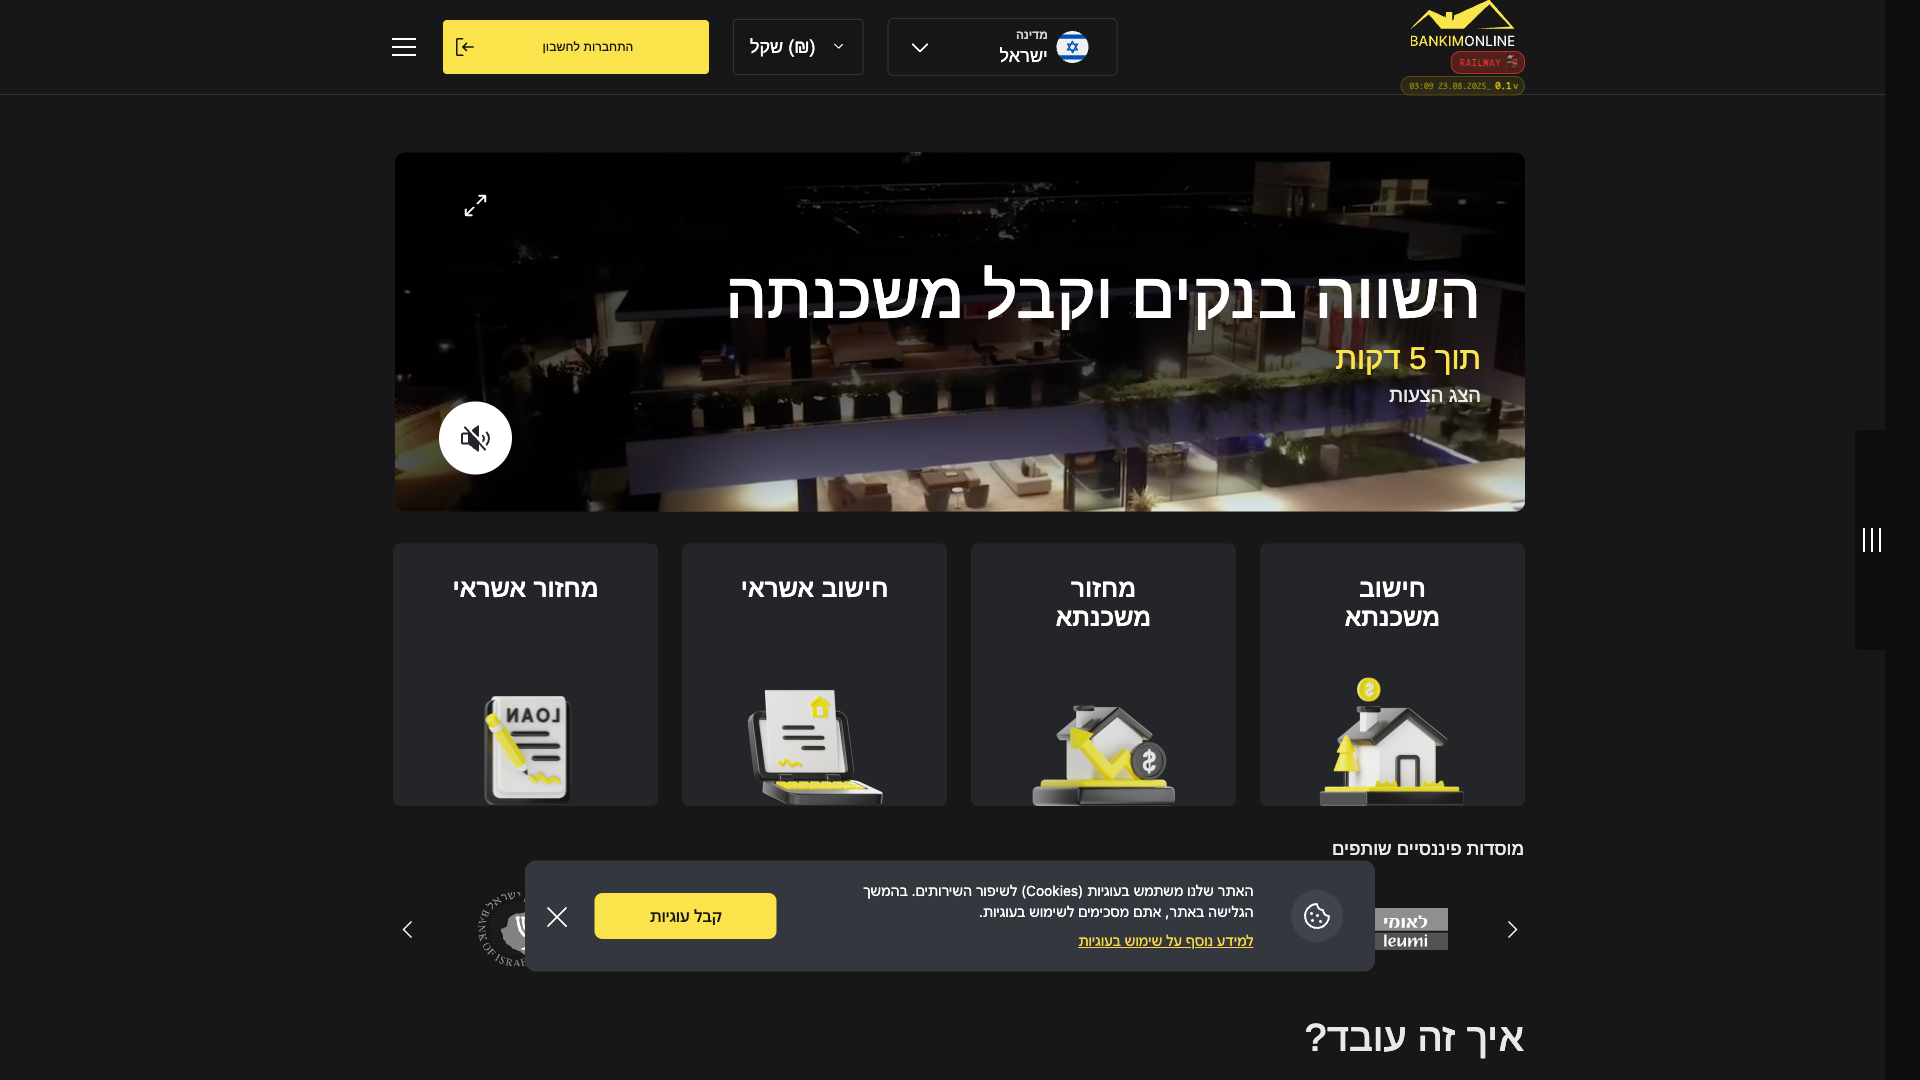 BANKIMONLINE
RAILWAY
03:09 23.08.2025_ 0.1v
מדינה
ישראל
שקל (₪)
התחברות לחשבון
השווה בנקים וקבל משכנתה
תוך 5 דקות
הצג הצעות
חישוב
משכנתא
מחזור
משכנתא
חישוב אשראי
מחזור אשראי
LOAN
מוסדות פיננסיים שותפים
לאומי
leumi
האתר שלנו משתמש בעוגיות (Cookies) לשיפור השירותים. בהמשך
הגלישה באתר, אתם מסכימים לשימוש בעוגיות.
למידע נוסף על שימוש בעוגיות
קבל עוגיות
ישראל
BANK OF ISRAE
איך זה עובד?